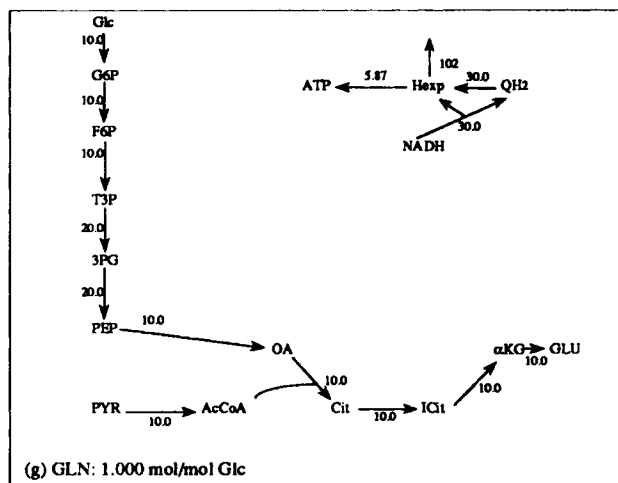 Glc
10.0
G6P
10.0
F6P
10.0
T3P
20.0
3PG
20.0
PEP
10.0
OA
10.0
PYR
10.0
AcCoA
Cit
10.0
ICit
10.0
αKG
10.0
GLU
ATP
5.87
Hexp
102
30.0
QH2
30.0
NADH
(g) GLN: 1.000 mol/mol Glc